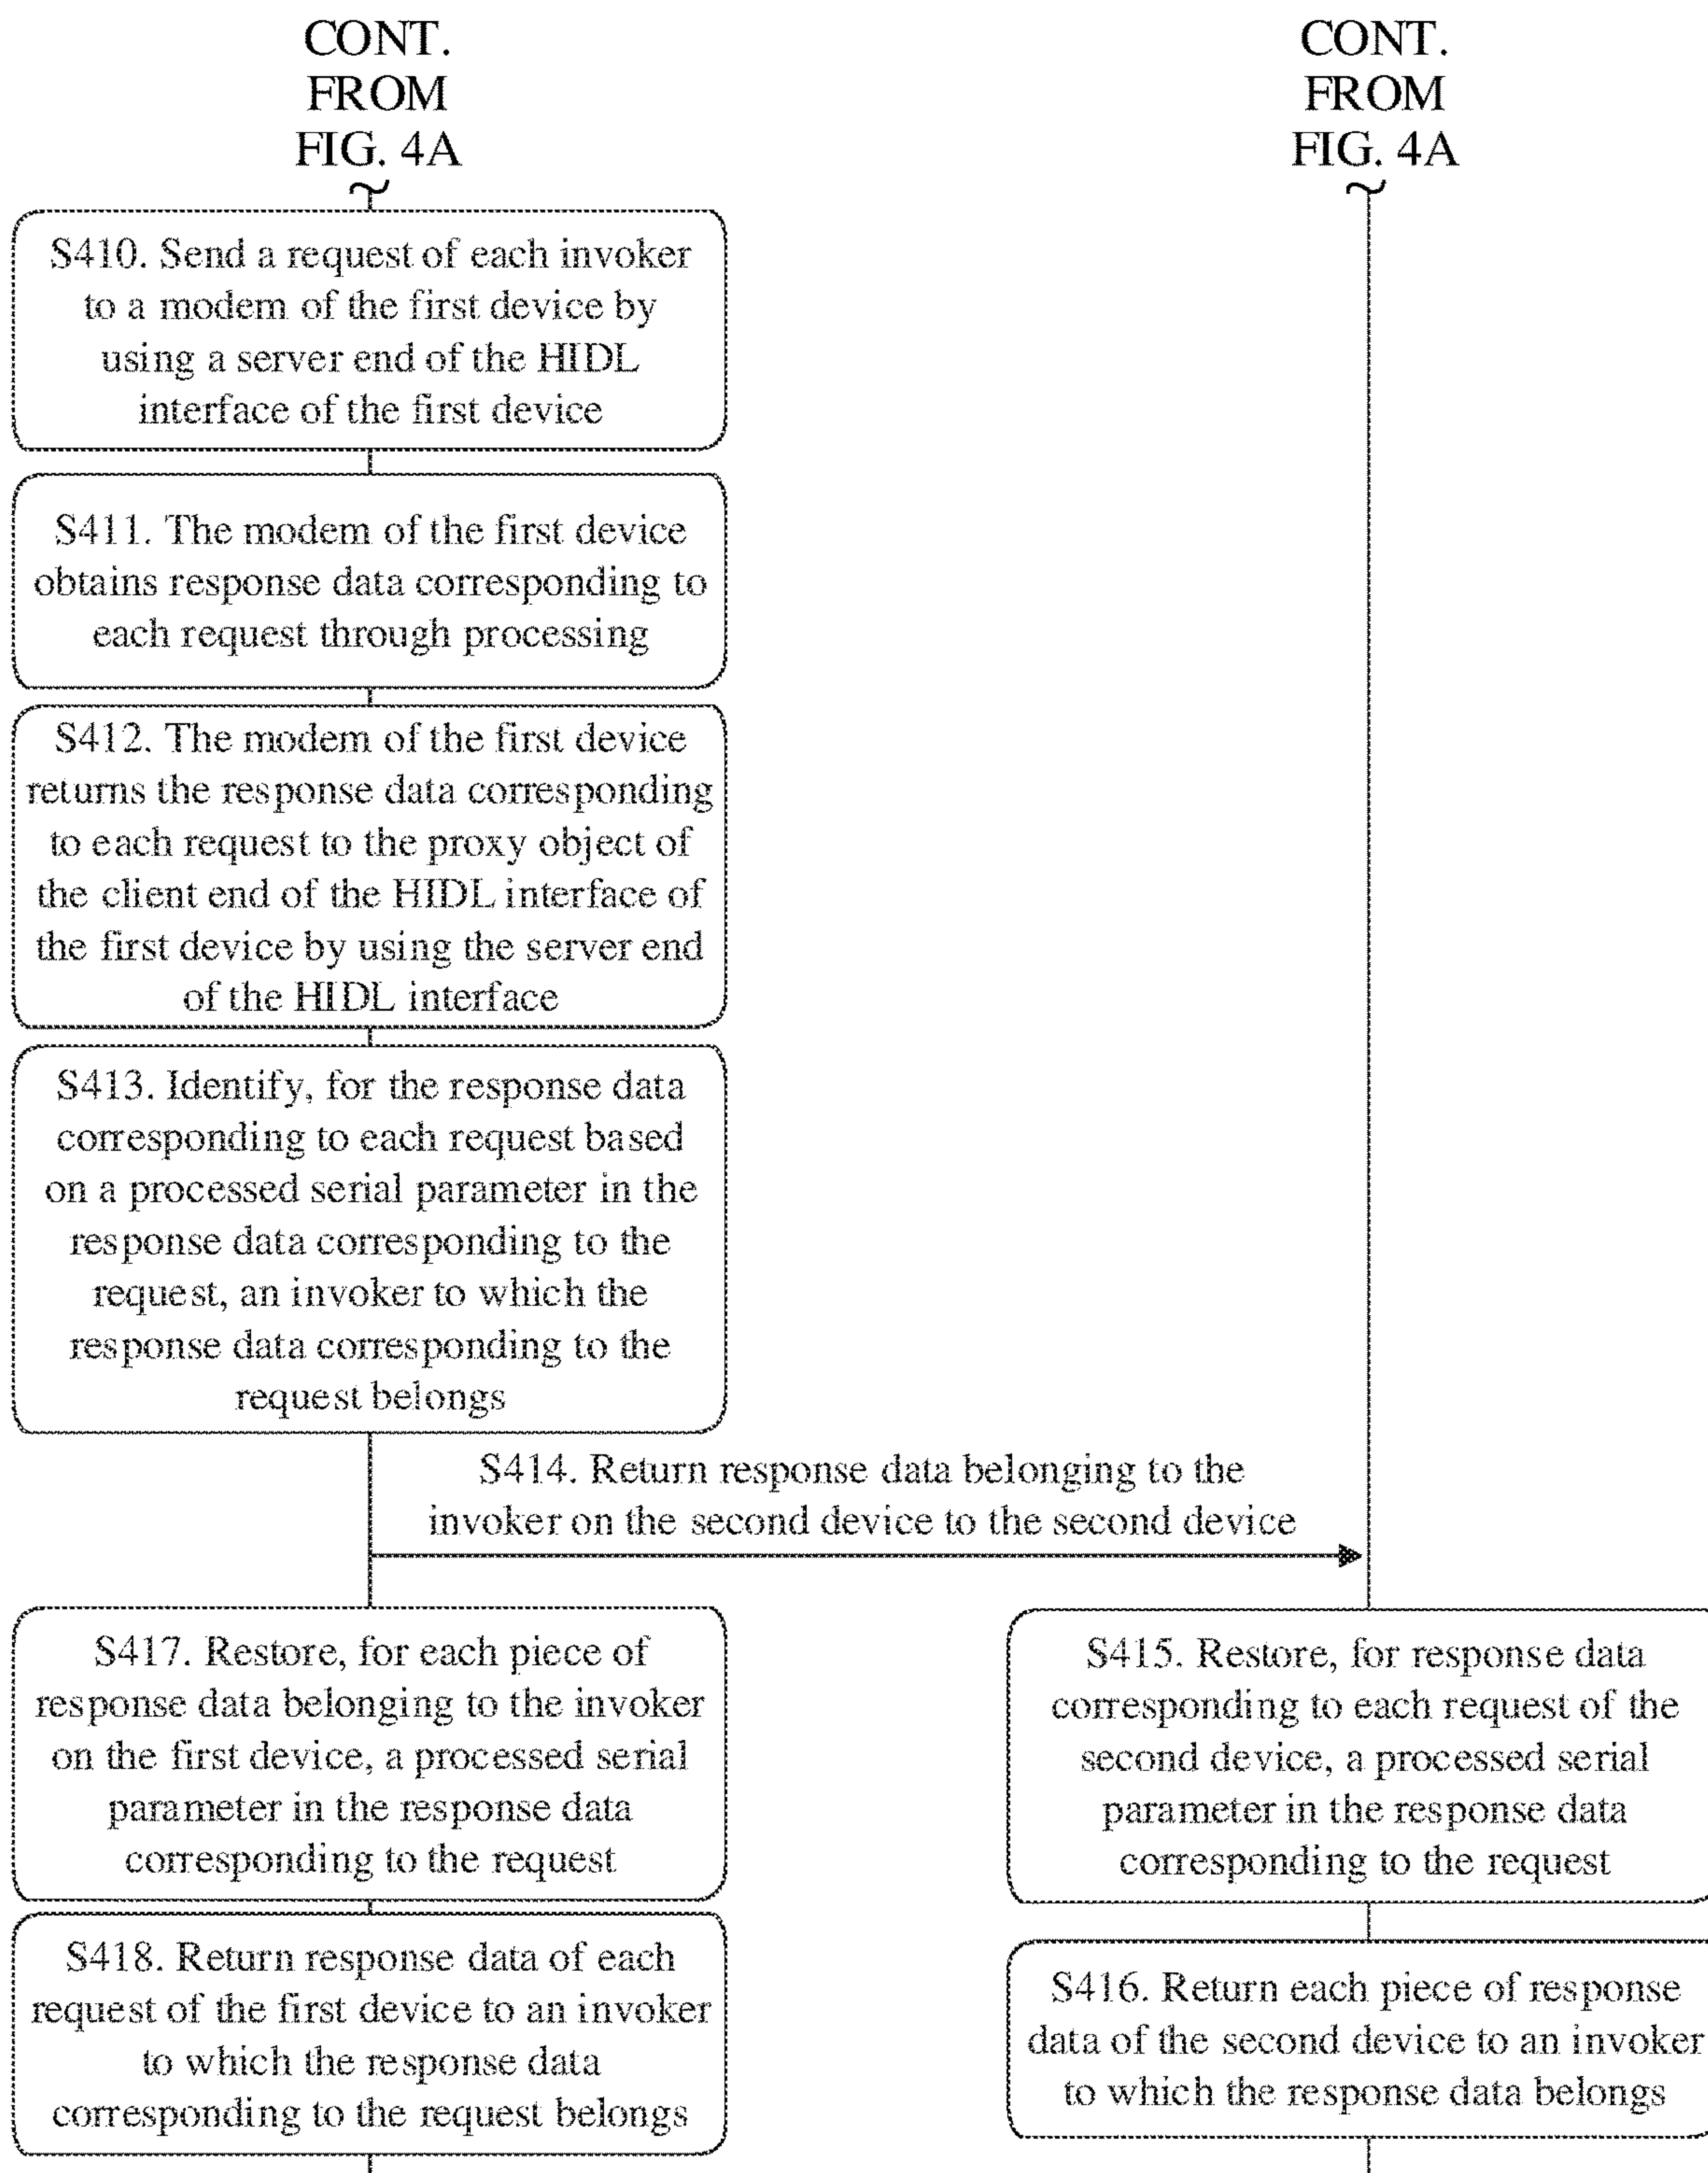 CONT.
FROM
FIG. 4A
CONT.
FROM
FIG. 4A
S410. Send a request of each invoker
to a modem of the first device by
using a server end of the HIDL
interface of the first device
S411. The modem of the first device
obtains response data corresponding to
each request through processing
S412. The modem of the first device
returns the response data corresponding
to each request to the proxy object of
the client end of the HIDL interface of
the first device by using the server end
of the HIDL interface
S413. Identify, for the response data
corresponding to each request based
on a processed serial parameter in the
response data corresponding to the
request, an invoker to which the
response data corresponding to the
request belongs
S414. Return response data belonging to the
invoker on the second device to the second device
S417. Restore, for each piece of
response data belonging to the invoker
on the first device, a processed serial
parameter in the response data
corresponding to the request
S415. Restore, for response data
corresponding to each request of the
second device, a processed serial
parameter in the response data
corresponding to the request
S418. Return response data of each
request of the first device to an invoker
to which the response data
corresponding to the request belongs
S416. Return each piece of response
data of the second device to an invoker
to which the response data belongs